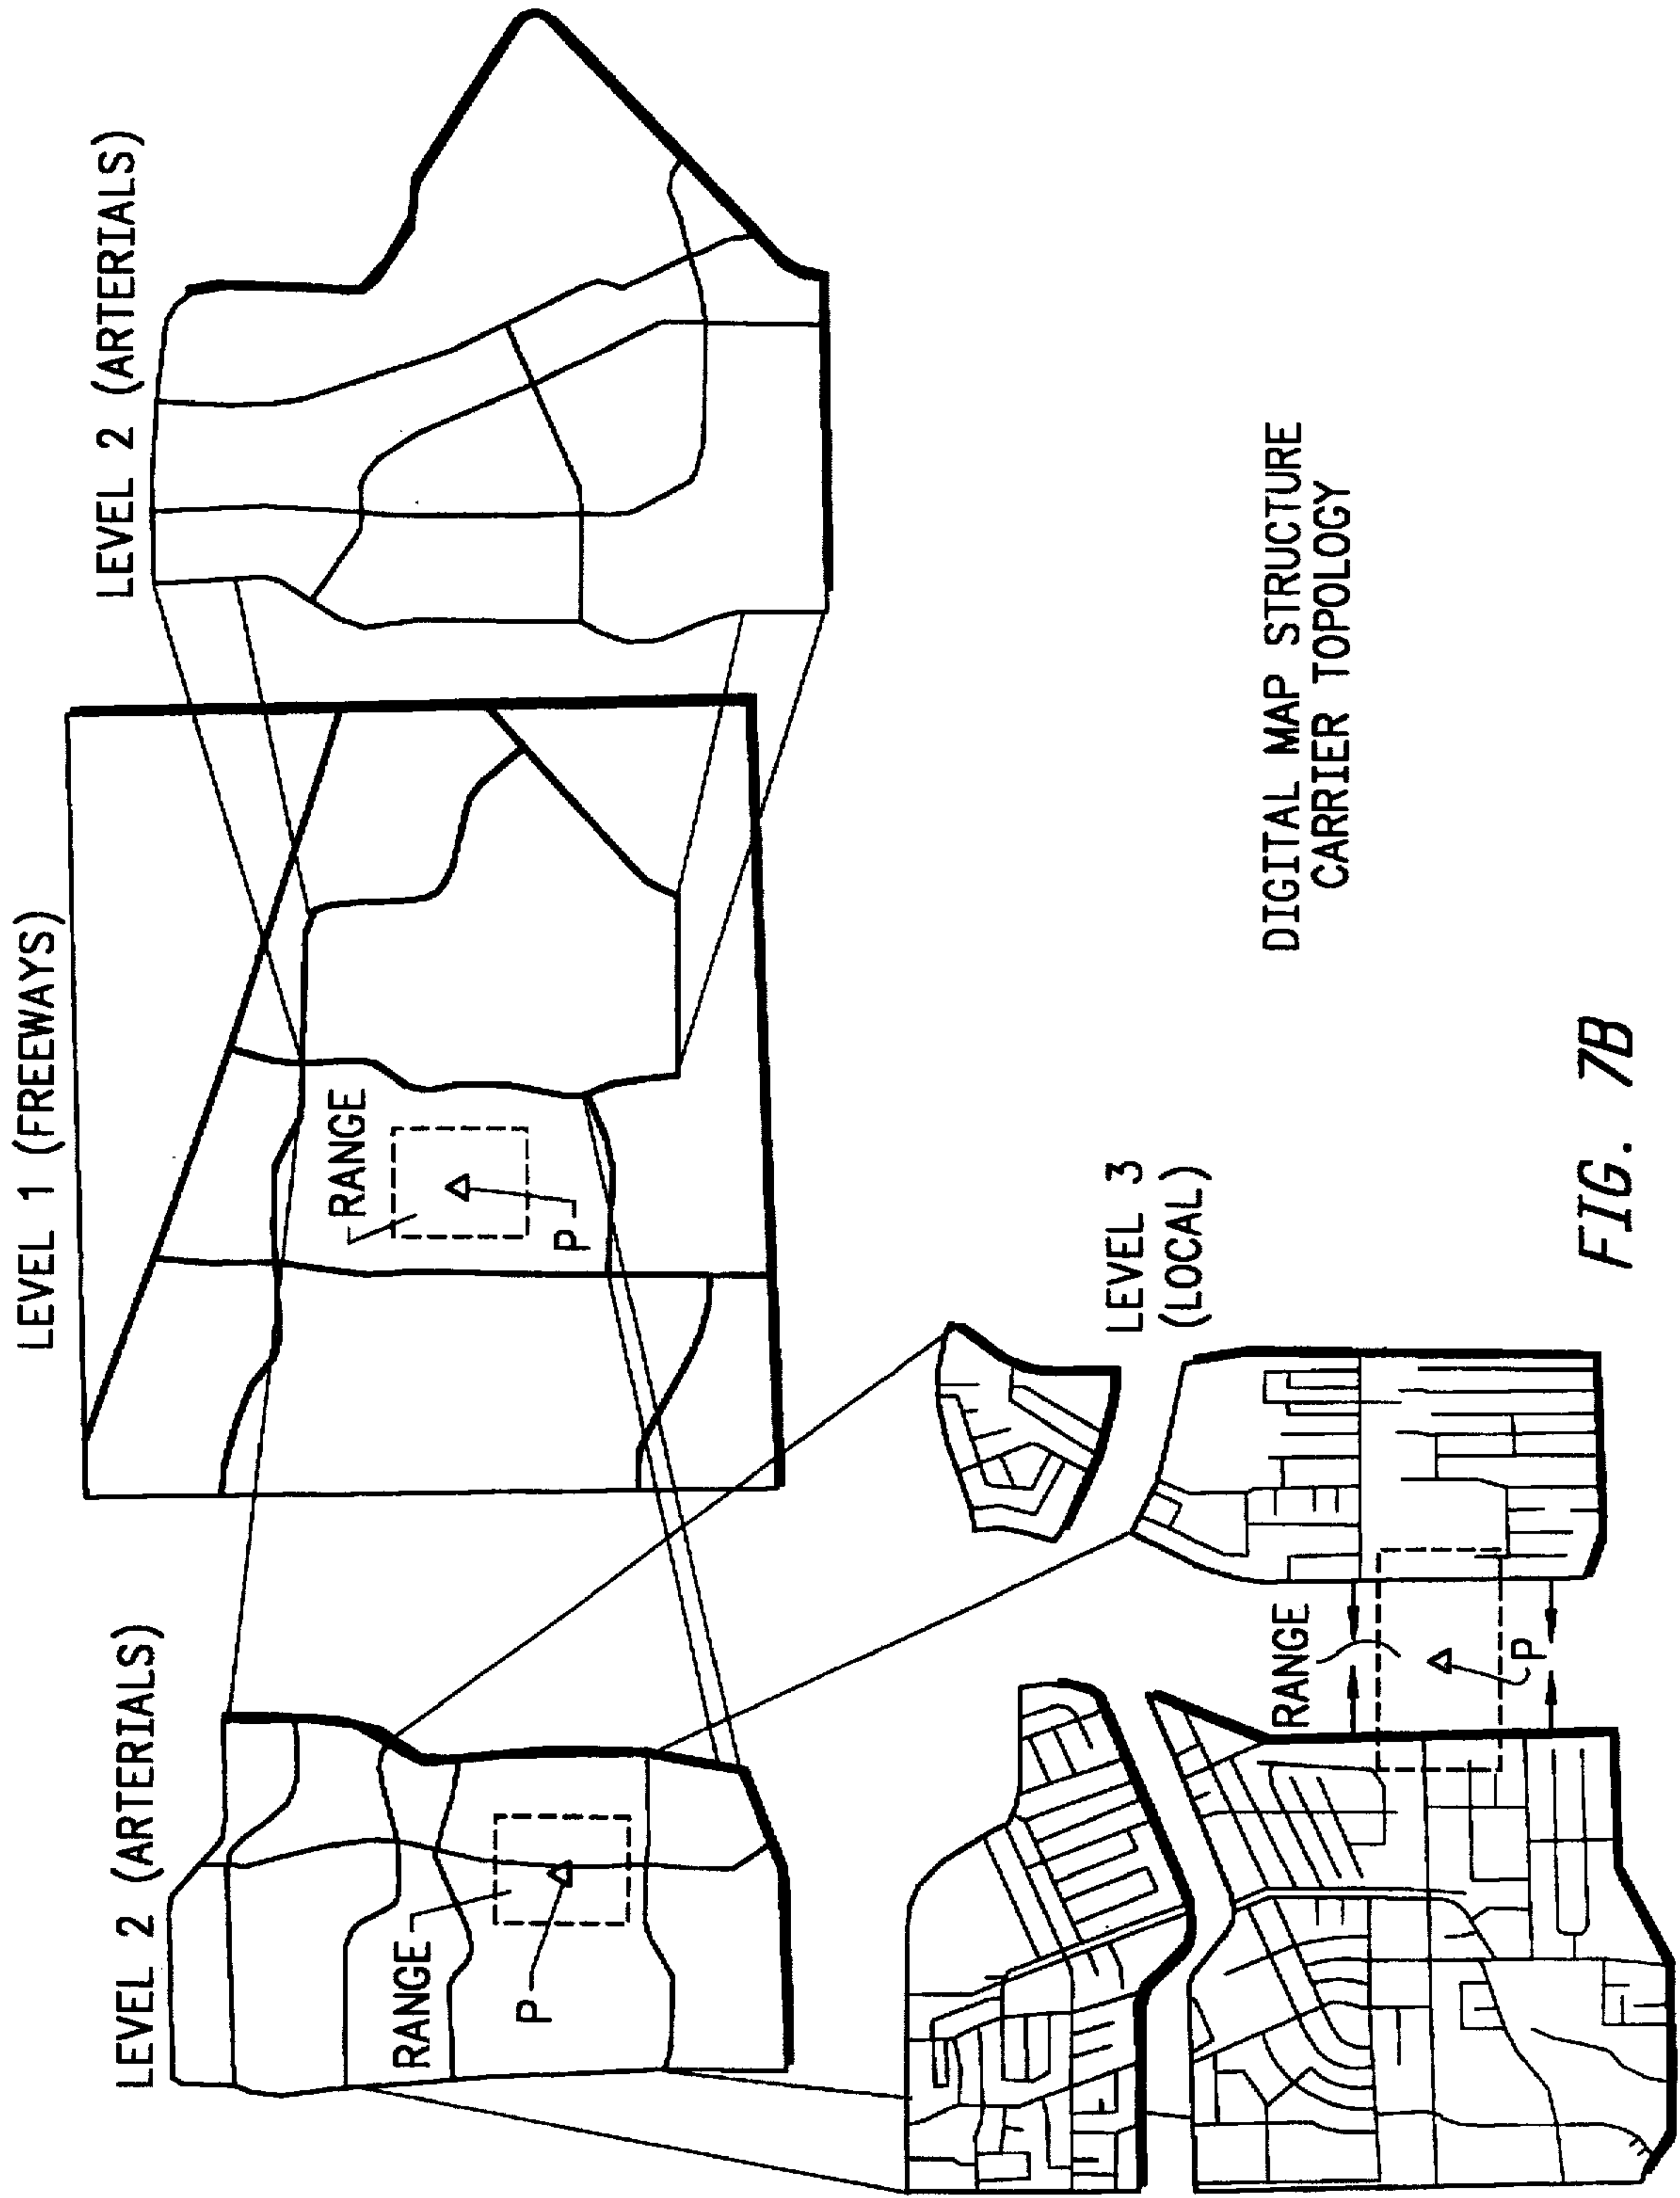 LEVEL 1 (FREEWAYS)
LEVEL 2 (ARTERIALS)
LEVEL 2 (ARTERIALS)
RANGE
P
RANGE
P
LEVEL 3
(LOCAL)
RANGE
P
DIGITAL MAP STRUCTURE
CARRIER TOPOLOGY
FIG. 7B